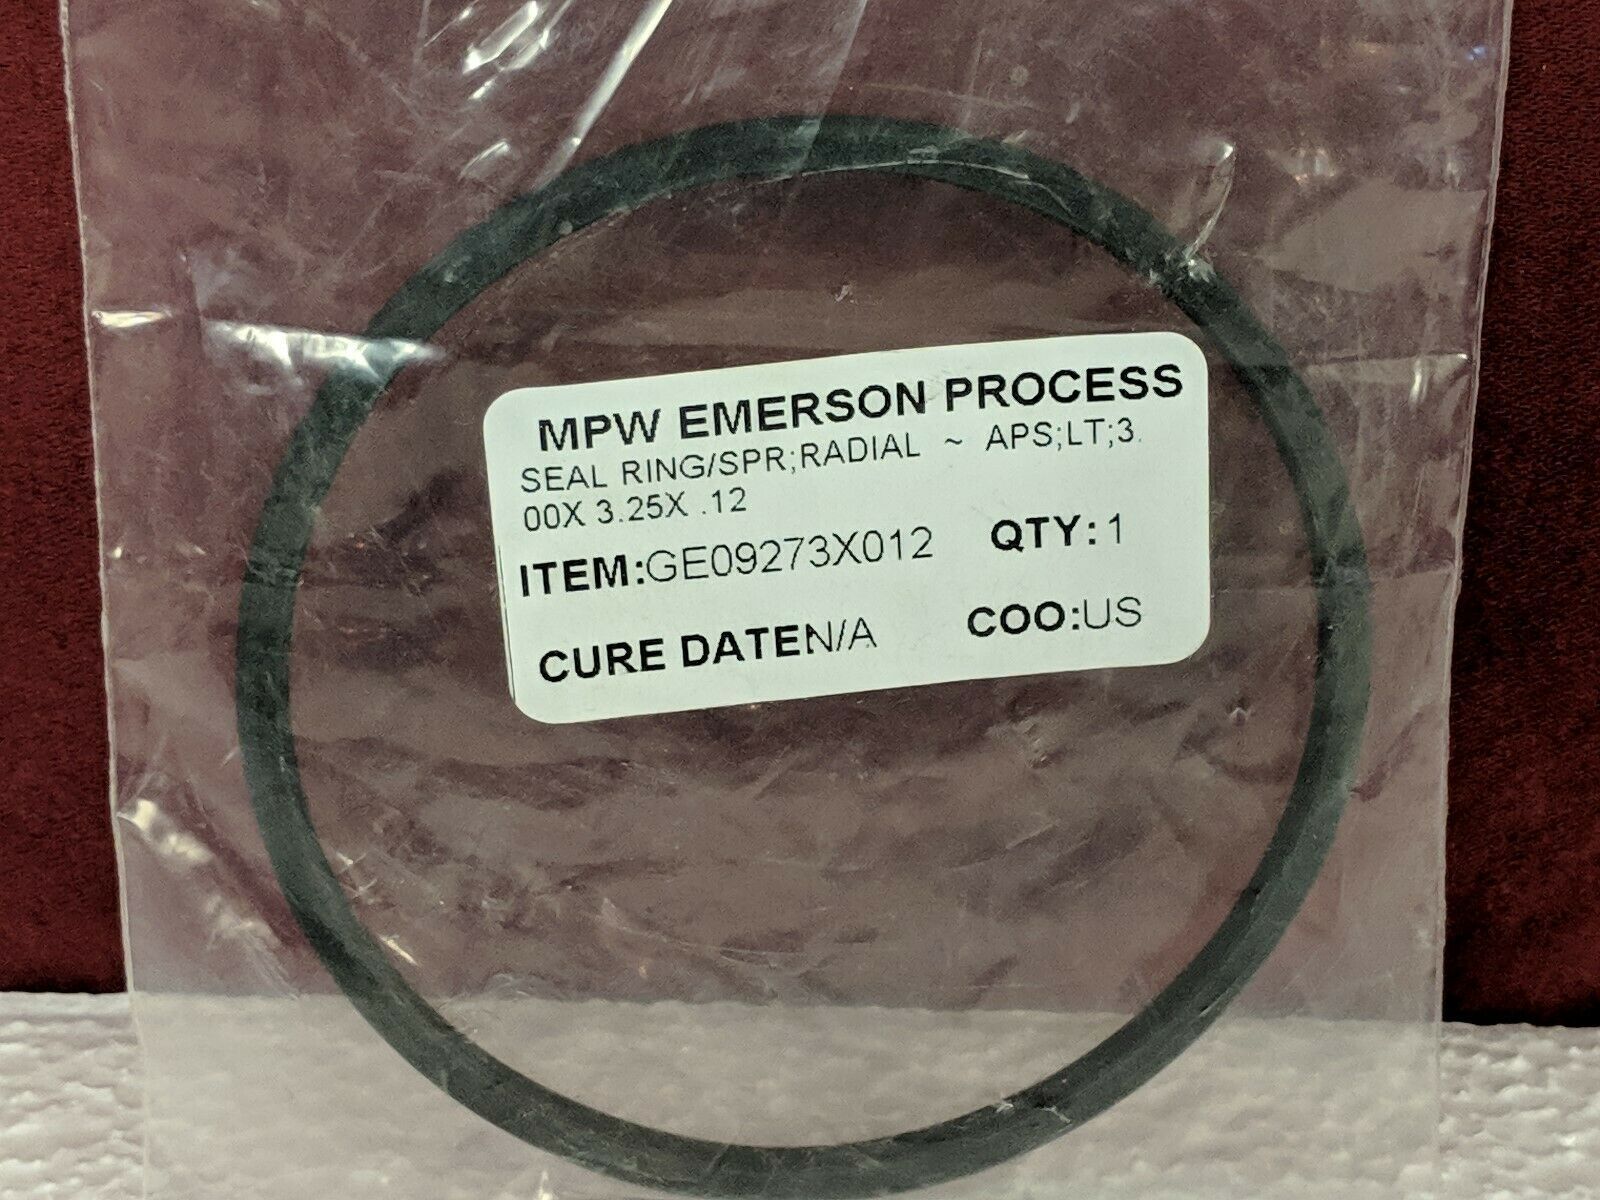 MPW EMERSON PROCESS
SEAL RING/SPR;RADIAL ~ APS;LT;3.
00X 3.25X .12
ITEM:GE09273X012 QTY:1
CURE DATEN/A COO:US